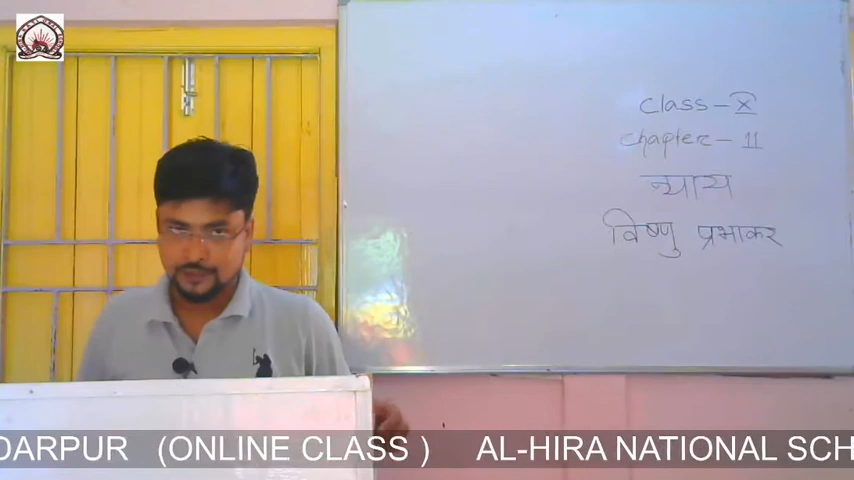 Class - X
Chapter - 11
न्याय
विष्णु प्रभाकर
DARPUR (ONLINE CLASS) AL-HIRA NATIONAL SCH